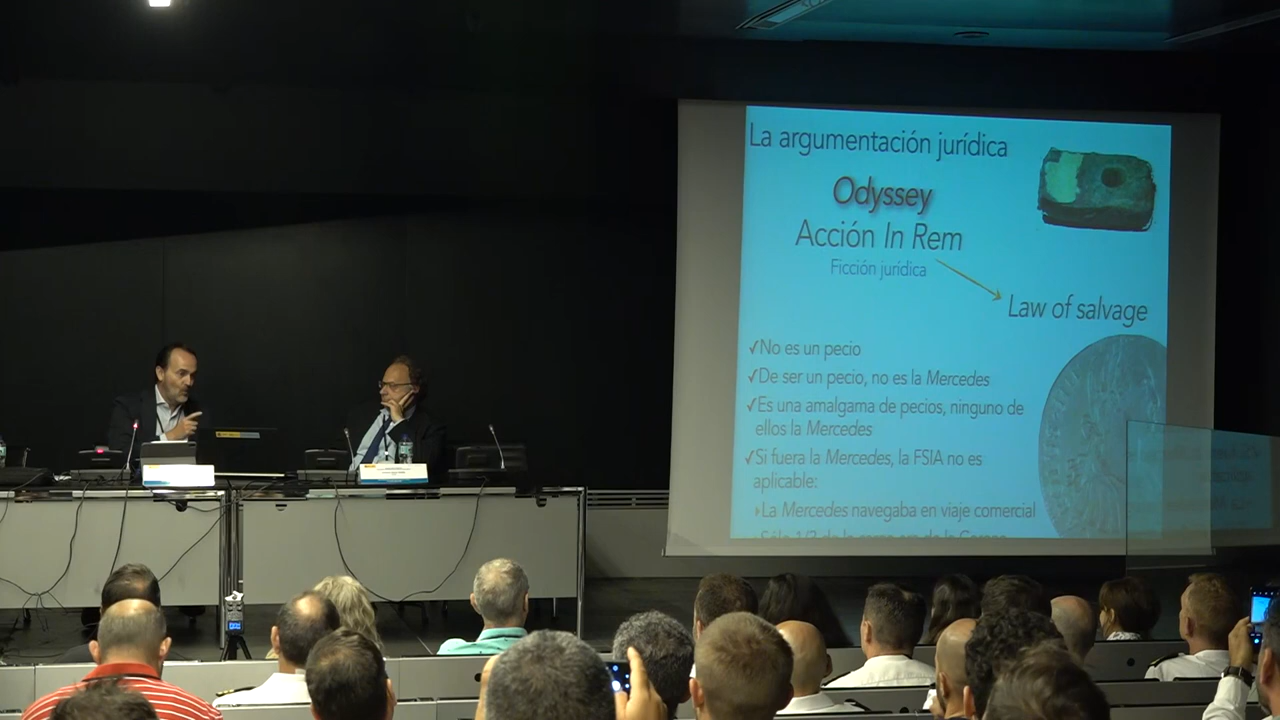 La argumentación jurídica
Odyssey
Acción In Rem
Ficción jurídica
Law of salvage
✓No es un pecio
✓De ser un pecio, no es la Mercedes
✓Es una amalgama de pecios, ninguno de
ellos la Mercedes
✓Si fuera la Mercedes, la FSIA no es
aplicable:
La Mercedes navegaba en viaje comercial